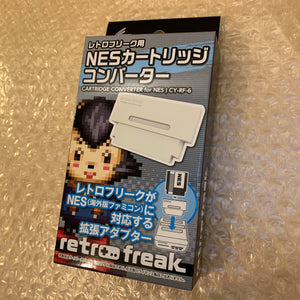 レトロフリーク用
NESカートリッジ
コンバーター
CARTRIDGE CONVERTER for NES | CY-RF-6
レトロフリークが
NES(海外版ファミコン)に
対応する
拡張アダプター
retro freak